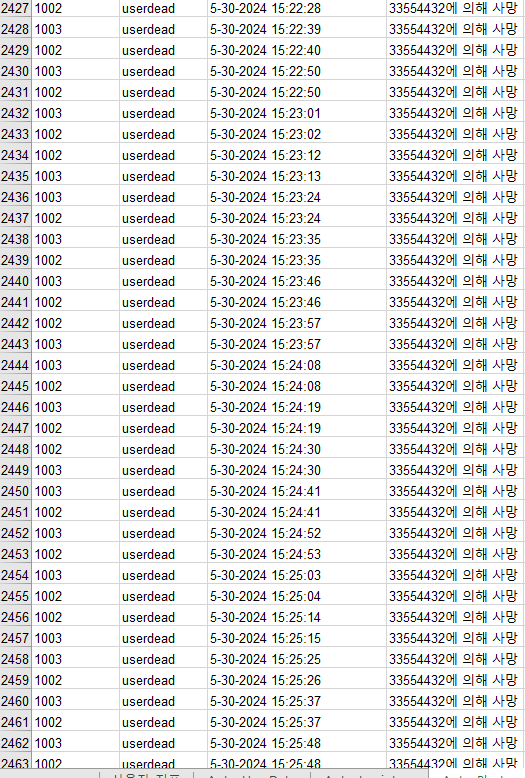 2427 1002 userdead 5-30-2024 15:22:28 33554432에 의해 사망
2428 1003 userdead 5-30-2024 15:22:39 33554432에 의해 사망
2429 1002 userdead 5-30-2024 15:22:40 33554432에 의해 사망
2430 1003 userdead 5-30-2024 15:22:50 33554432에 의해 사망
2431 1002 userdead 5-30-2024 15:22:50 33554432에 의해 사망
2432 1003 userdead 5-30-2024 15:23:01 33554432에 의해 사망
2433 1002 userdead 5-30-2024 15:23:02 33554432에 의해 사망
2434 1002 userdead 5-30-2024 15:23:12 33554432에 의해 사망
2435 1003 userdead 5-30-2024 15:23:13 33554432에 의해 사망
2436 1003 userdead 5-30-2024 15:23:24 33554432에 의해 사망
2437 1002 userdead 5-30-2024 15:23:24 33554432에 의해 사망
2438 1003 userdead 5-30-2024 15:23:35 33554432에 의해 사망
2439 1002 userdead 5-30-2024 15:23:35 33554432에 의해 사망
2440 1003 userdead 5-30-2024 15:23:46 33554432에 의해 사망
2441 1002 userdead 5-30-2024 15:23:46 33554432에 의해 사망
2442 1002 userdead 5-30-2024 15:23:57 33554432에 의해 사망
2443 1003 userdead 5-30-2024 15:23:57 33554432에 의해 사망
2444 1003 userdead 5-30-2024 15:24:08 33554432에 의해 사망
2445 1002 userdead 5-30-2024 15:24:08 33554432에 의해 사망
2446 1003 userdead 5-30-2024 15:24:19 33554432에 의해 사망
2447 1002 userdead 5-30-2024 15:24:19 33554432에 의해 사망
2448 1002 userdead 5-30-2024 15:24:30 33554432에 의해 사망
2449 1003 userdead 5-30-2024 15:24:30 33554432에 의해 사망
2450 1003 userdead 5-30-2024 15:24:41 33554432에 의해 사망
2451 1002 userdead 5-30-2024 15:24:41 33554432에 의해 사망
2452 1003 userdead 5-30-2024 15:24:52 33554432에 의해 사망
2453 1002 userdead 5-30-2024 15:24:53 33554432에 의해 사망
2454 1003 userdead 5-30-2024 15:25:03 33554432에 의해 사망
2455 1002 userdead 5-30-2024 15:25:04 33554432에 의해 사망
2456 1002 userdead 5-30-2024 15:25:14 33554432에 의해 사망
2457 1003 userdead 5-30-2024 15:25:15 33554432에 의해 사망
2458 1003 userdead 5-30-2024 15:25:25 33554432에 의해 사망
2459 1002 userdead 5-30-2024 15:25:26 33554432에 의해 사망
2460 1003 userdead 5-30-2024 15:25:37 33554432에 의해 사망
2461 1002 userdead 5-30-2024 15:25:37 33554432에 의해 사망
2462 1003 userdead 5-30-2024 15:25:48 33554432에 의해 사망
2463 1002 userdead 5-30-2024 15:25:48 33554432에 의해 사망